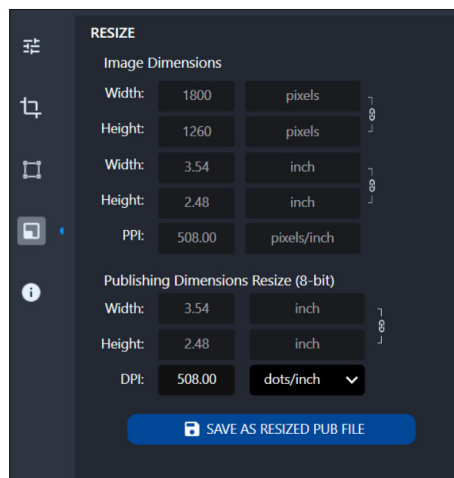 RESIZE
Image Dimensions
Width: 1800 pixels
Height: 1260 pixels
Width: 3.54 inch
Height: 2.48 inch
PPI: 508.00 pixels/inch
Publishing Dimensions Resize (8-bit)
Width: 3.54 inch
Height: 2.48 inch
DPI: 508.00 dots/inch
SAVE AS RESIZED PUB FILE